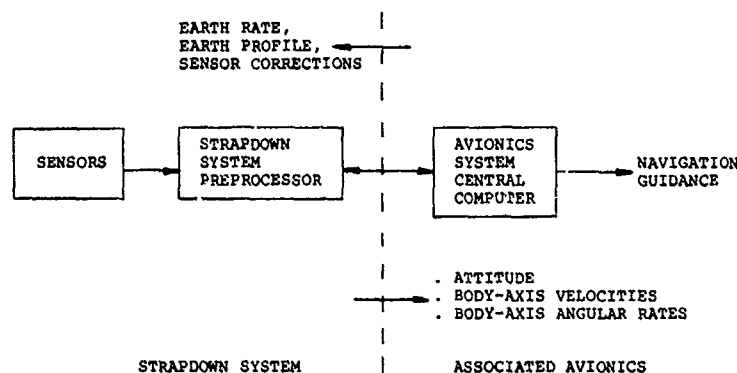 EARTH RATE,
EARTH PROFILE,
SENSOR CORRECTIONS
SENSORS
STRAPDOWN
SYSTEM
PREPROCESSOR
AVIONICS
SYSTEM
CENTRAL
COMPUTER
NAVIGATION
GUIDANCE
. ATTITUDE
. BODY-AXIS VELOCITIES
. BODY-AXIS ANGULAR RATES
STRAPDOWN SYSTEM
ASSOCIATED AVIONICS